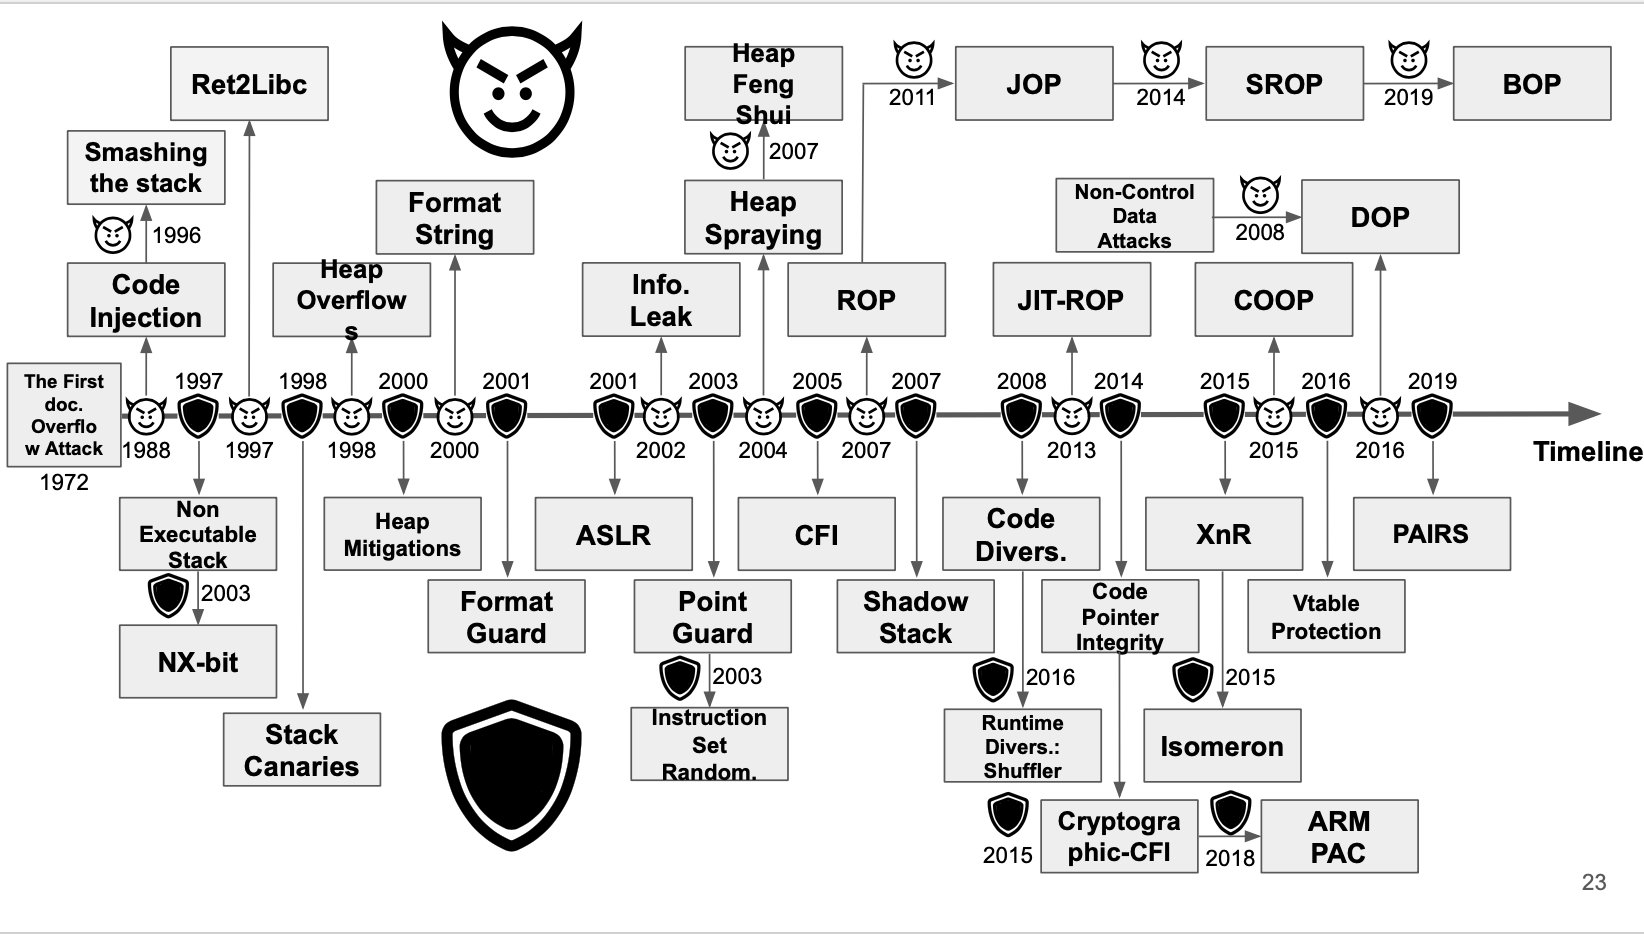 Ret2Libc
Smashing
the stack
1996
Code
Injection
The First
doc.
Overflo
w Attack
1972
Heap
Overflow
s
Format
String
Heap
Feng
Shui
2007
Heap
Spraying
Info.
Leak
ROP
2011
JOP
2014
SROP
2019
BOP
Non-Control
Data
Attacks
2008
DOP
JIT-ROP
COOP
1997
1998
2000
2001
2001
2003
2005
2007
2008
2014
2015
2016
2019
1988
1997
1998
2000
2002
2004
2007
2013
2015
2016
Timeline
Non
Executable
Stack
2003
NX-bit
Stack
Canaries
Heap
Mitigations
Format
Guard
ASLR
Point
Guard
2003
Instruction
Set
Random.
CFI
Shadow
Stack
Code
Divers.
2016
Runtime
Divers.:
Shuffler
Code
Pointer
Integrity
2015
Cryptogra
phic-CFI
2018
ARM
PAC
XnR
2015
Isomeron
Vtable
Protection
PAIRS
23